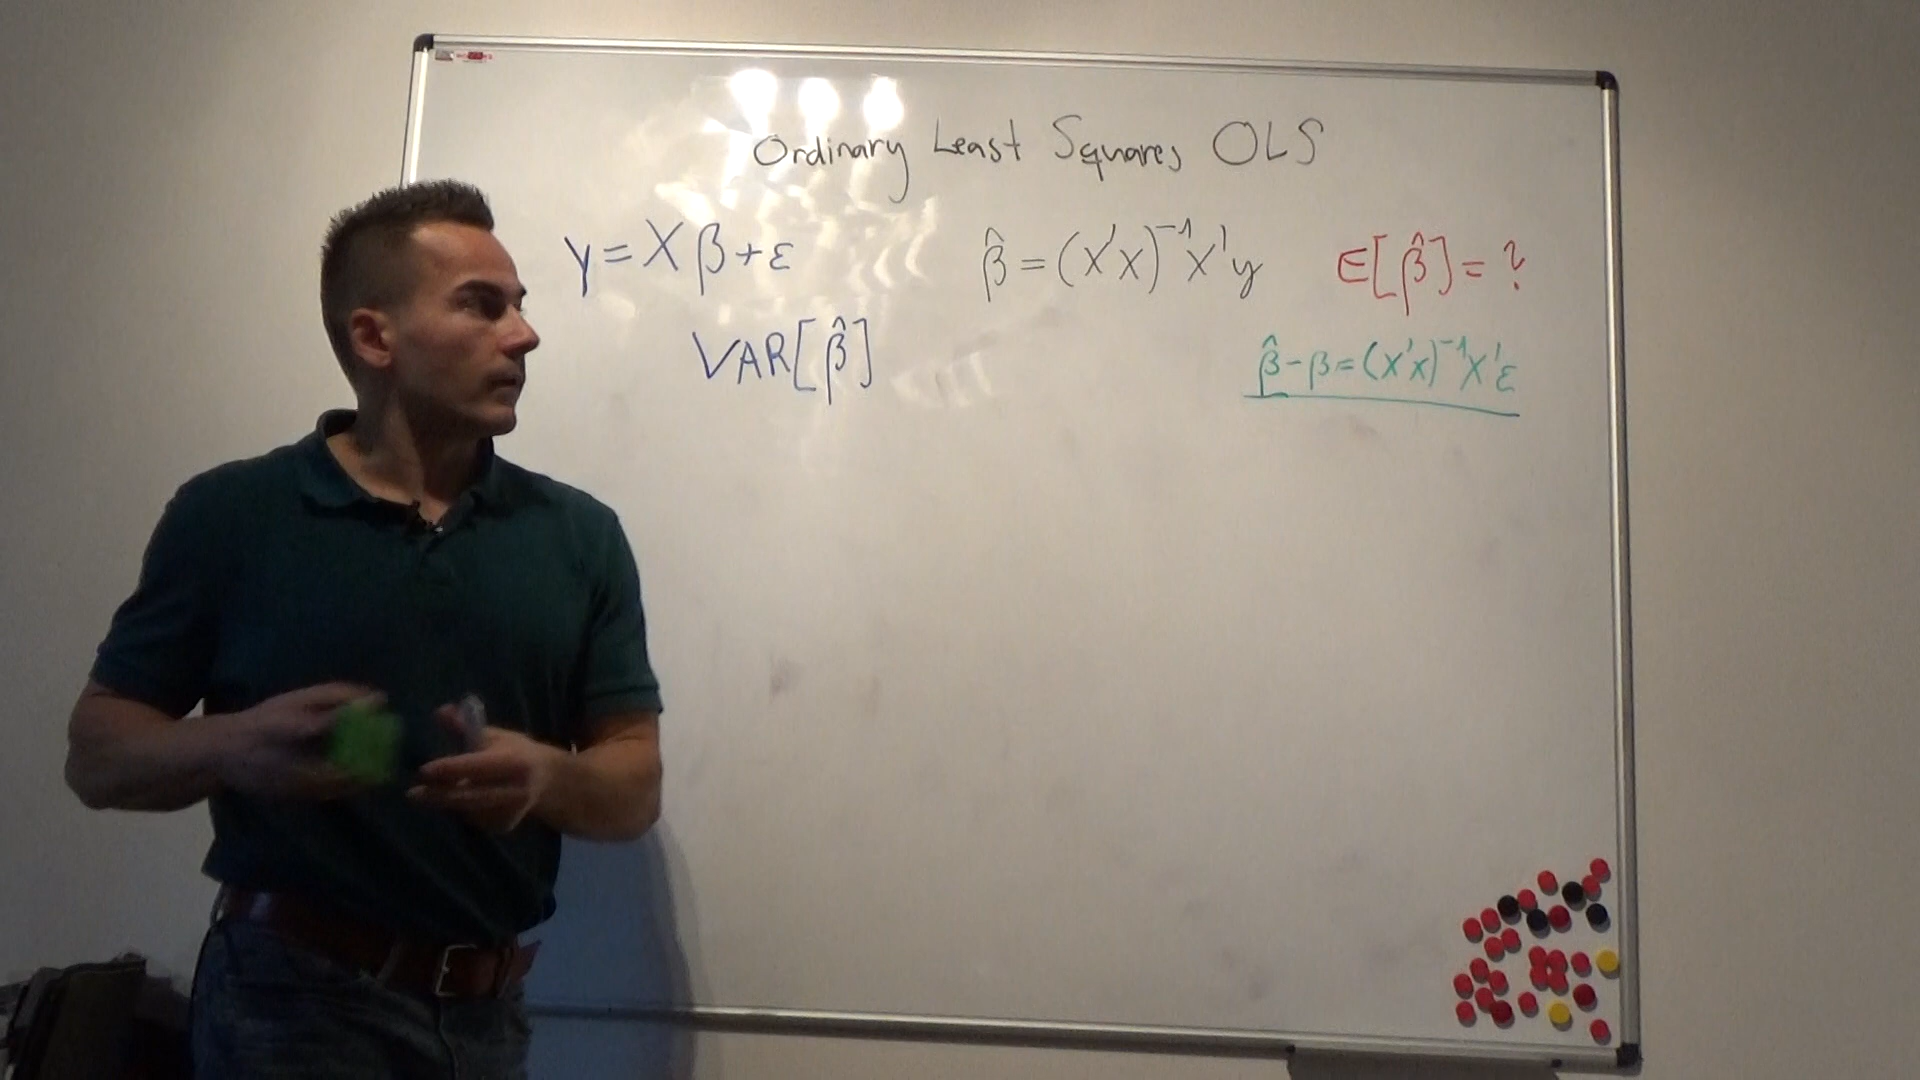 Ordinary Least Squares OLS
y = Xβ + ε
β̂ = (X'X)⁻¹X'y
E[β̂] = ?
VAR[β̂]
β̂ - β = (X'X)⁻¹X'ε